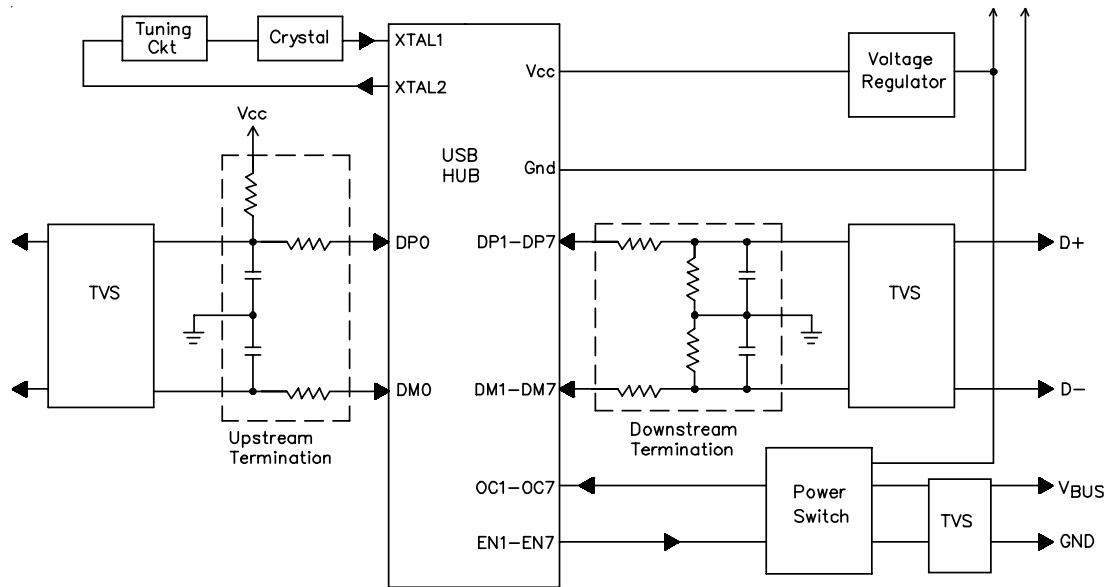 Tuning
Ckt
Crystal
XTAL1
XTAL2
Vcc
Voltage
Regulator
Vcc
USB
HUB
Gnd
TVS
DP0
DP1-DP7
TVS
D+
DM0
DM1-DM7
D-
Upstream
Termination
Downstream
Termination
OC1-OC7
Power
Switch
TVS
VBUS
EN1-EN7
GND